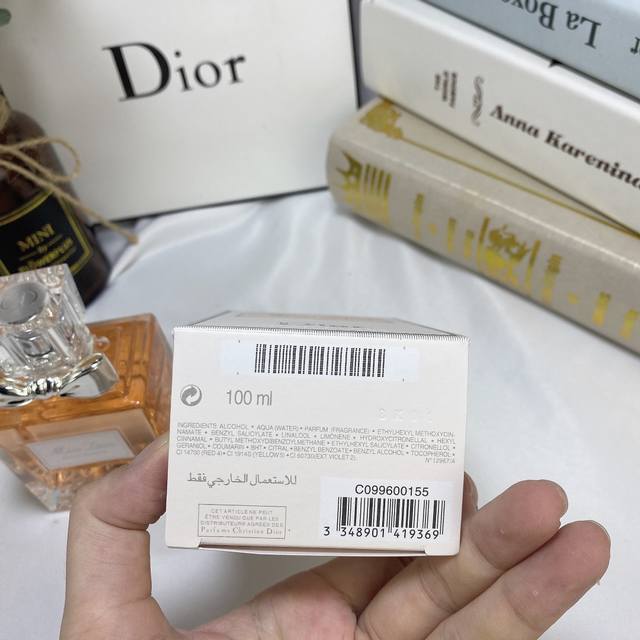 Dior
La Boxe
Anna Karenina
MINI
100 ml
INGREDIENTS: ALCOHOL • AQUA (WATER) • PARFUM (FRAGRANCE) • ETHYLHEXYL METHOXYCIN-
NAMATE • BENZYL SALICYLATE • LINALOOL • LIMONENE • HYDROXYCITRONELLAL • HEXYL
CINNAMAL • BUTYL METHOXYDIBENZOYLMETHANE • ETHYLHEXYL SALICYLATE • CITRONELLOL •
GERANIOL • COUMARIN • BHT • CITRAL • BENZYL BENZOATE • BENZYL ALCOHOL • TOCOPHEROL •
CI 14700 (RED 4) • CI 19140 (YELLOW 5) • CI 60730 (EXT. VIOLET 2).
N° 12967/A
للاستعمال الخارجي فقط
C099600155
3 348901 419369
CET ARTICLE NE PEUT
ÊTRE VENDU QUE PAR LES
DISTRIBUTEURS AGRÉÉS DES
Parfums Christian Dior